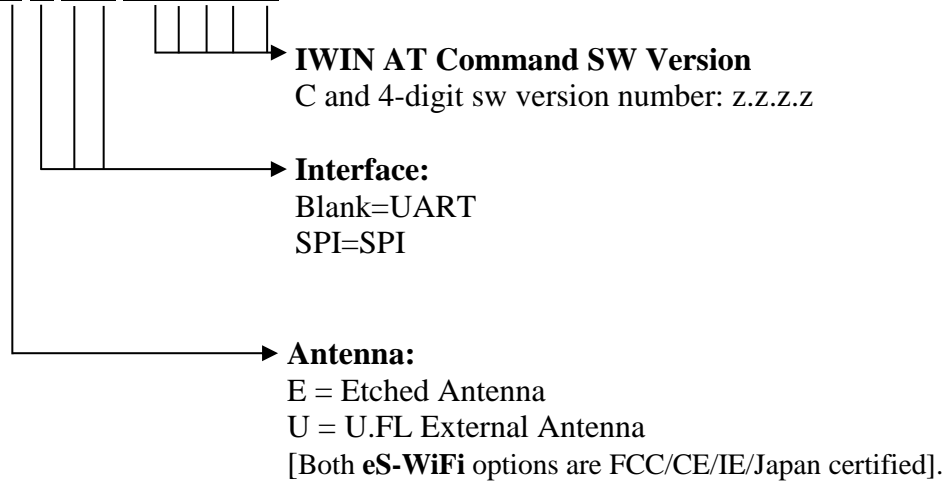 IWIN AT Command SW Version
C and 4-digit sw version number: z.z.z.z
Interface:
Blank=UART
SPI=SPI
Antenna:
E = Etched Antenna
U = U.FL External Antenna
[Both eS-WiFi options are FCC/CE/IE/Japan certified].